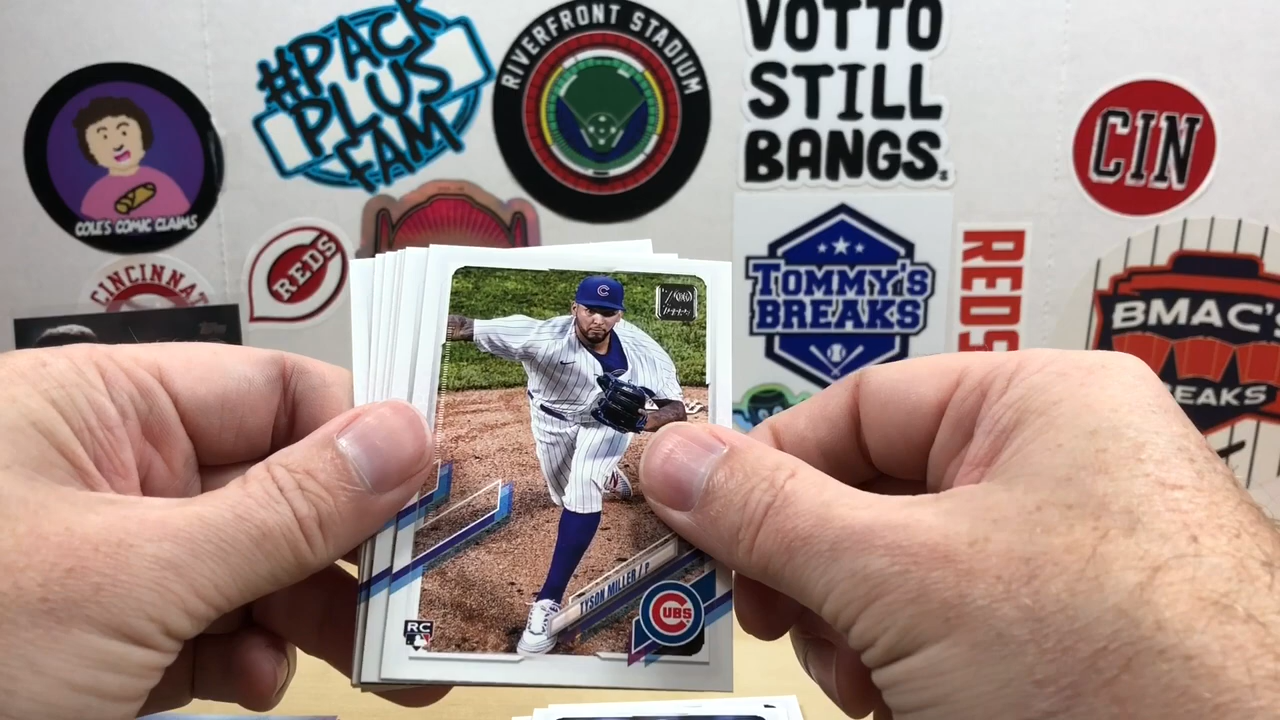 #PACK
PLUS
FAM
RIVERFRONT STADIUM
VOTTO
STILL
BANGS.
CIN
COLE'S COMIC CLAIMS
REDS
CINCINNAT
TOMMY'S
BREAKS
REDS
BMAC'S
BREAKS
C
TYSON MILLER / P
CUBS
RC